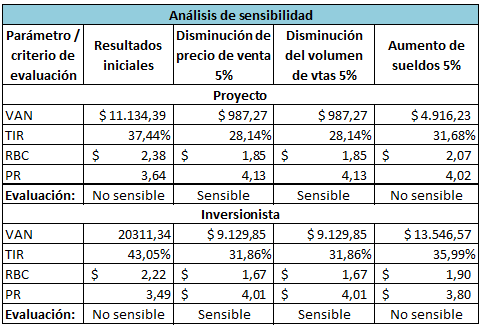 Análisis de sensibilidad
Parámetro / criterio de evaluación Resultados iniciales Disminución de precio de venta 5% Disminución del volumen de vtas 5% Aumento de sueldos 5%
Proyecto
VAN $ 11.134,39 $ 987,27 $ 987,27 $ 4.916,23
TIR 37,44% 28,14% 28,14% 31,68%
RBC $ 2,38 $ 1,85 $ 1,85 $ 2,07
PR 3,64 4,13 4,13 4,02
Evaluación: No sensible Sensible Sensible No sensible
Inversionista
VAN 20311,34 $ 9.129,85 $ 9.129,85 $ 13.546,57
TIR 43,05% 31,86% 31,86% 35,99%
RBC $ 2,22 $ 1,67 $ 1,67 $ 1,90
PR 3,49 $ 4,01 $ 4,01 $ 3,80
Evaluación: No sensible Sensible Sensible No sensible